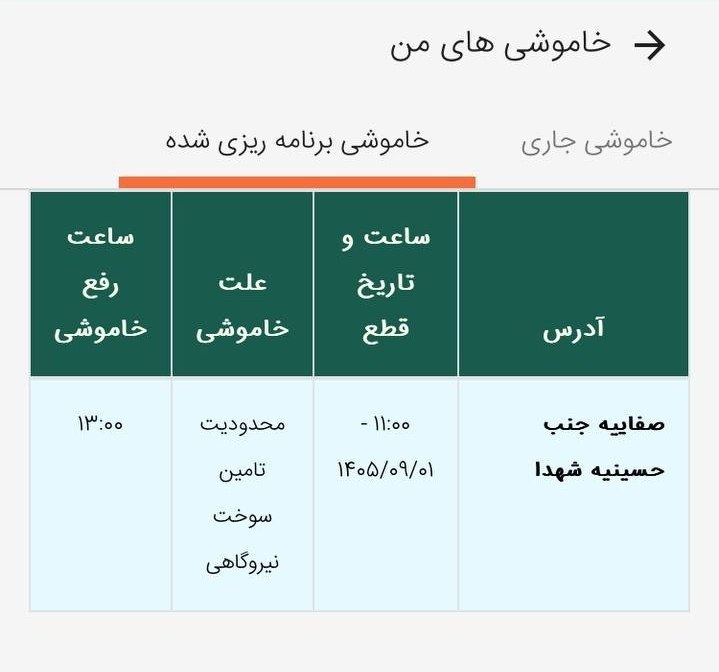 خاموشی های من
خاموشی جاری
خاموشی برنامه ریزی شده
آدرس
ساعت و
تاریخ
قطع
علت
خاموشی
ساعت
رفع
خاموشی
صفاییه جنب
حسینیه شهدا
۱۱:۰۰ -
۱۴۰۵/۰۹/۰۱
محدودیت
تامین
سوخت
نیروگاهی
۱۳:۰۰